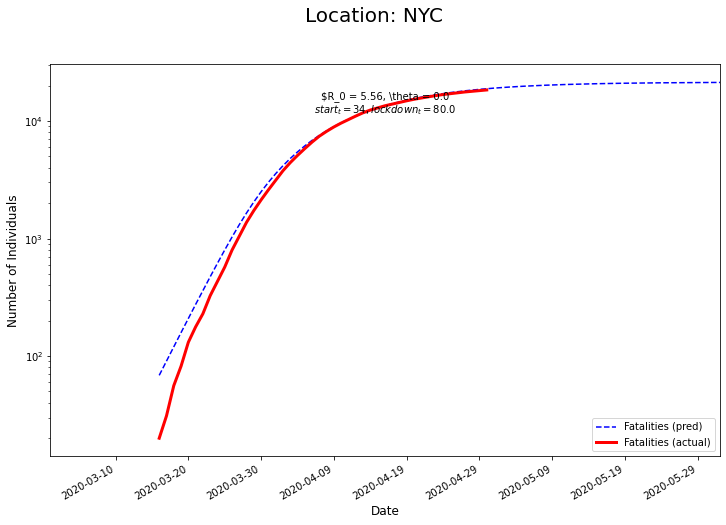 Location: NYC
$R_0 = 5.56, \theta = 0.0
start_t = 34, lockdown_t = 80.0
10^4
10^3
10^2
Number of Individuals
2020-03-10
2020-03-20
2020-03-30
2020-04-09
2020-04-19
2020-04-29
2020-05-09
2020-05-19
2020-05-29
Date
Fatalities (pred)
Fatalities (actual)